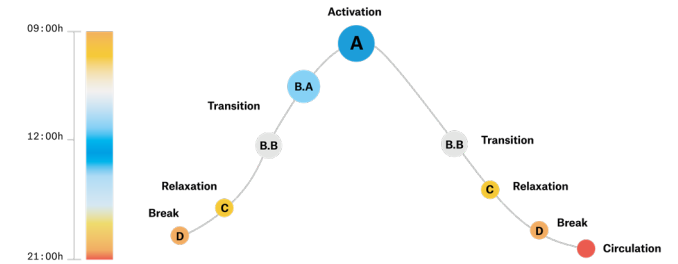 Activation
09:00h
A
B.A
Transition
12:00h
B.B
B.B
Transition
Relaxation
C
C
Relaxation
Break
D
D
Break
Circulation
21:00h